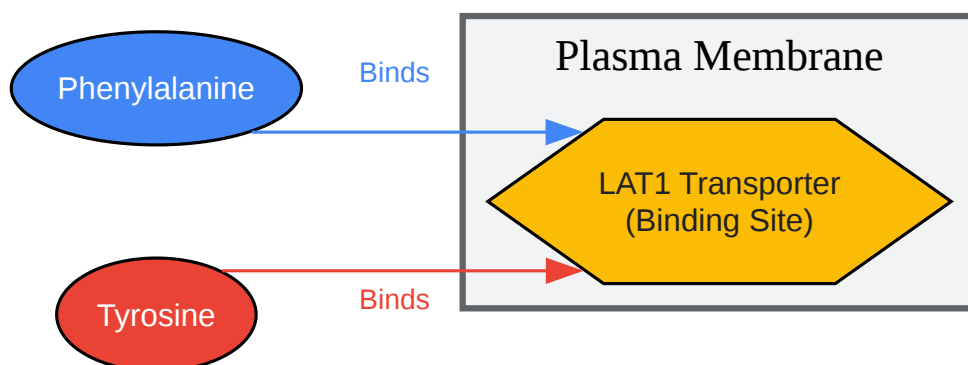 Plasma Membrane
Phenylalanine
Binds
LAT1 Transporter
(Binding Site)
Binds
Tyrosine